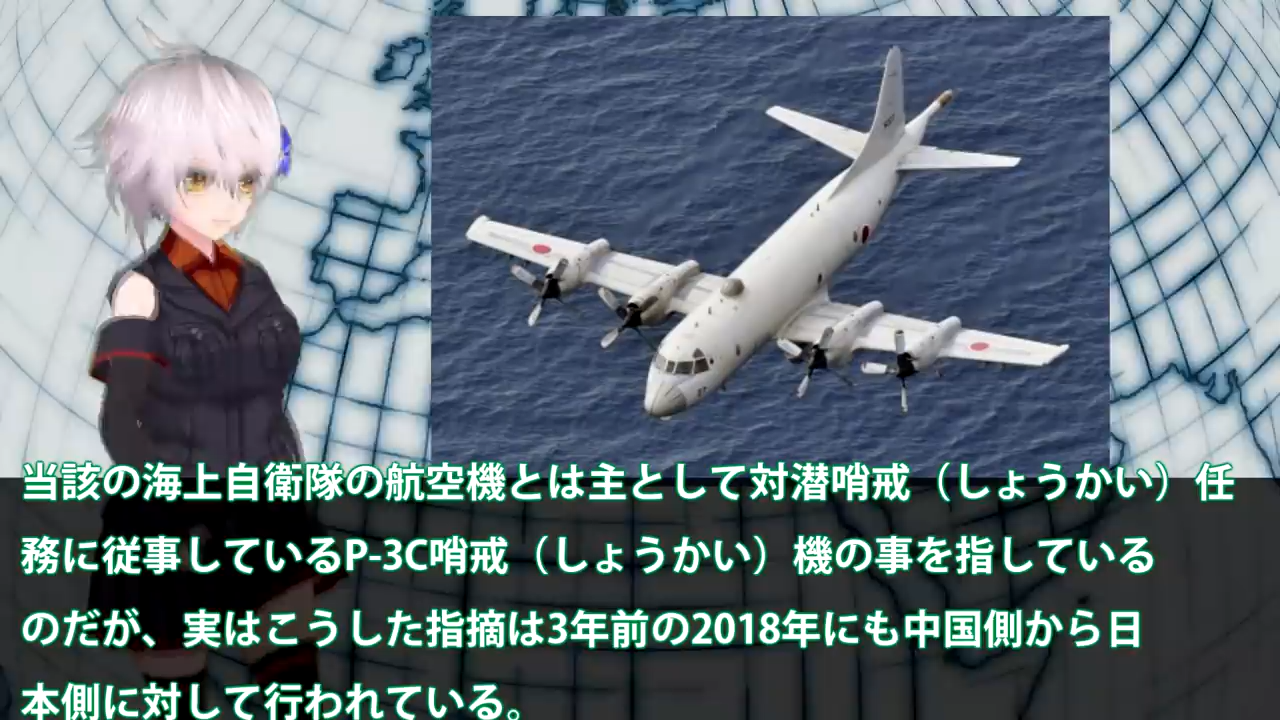 当該の海上自衛隊の航空機とは主として対潜哨戒（しょうかい）任
務に従事しているP-3C哨戒（しょうかい）機の事を指している
のだが、実はこうした指摘は3年前の2018年にも中国側から日
本側に対して行われている。